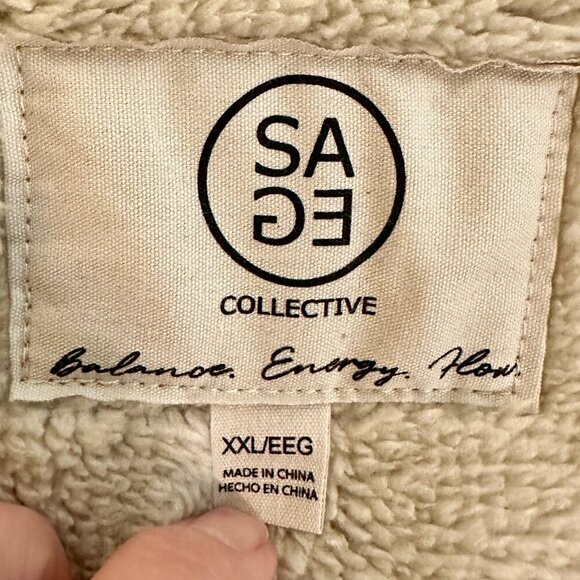 SA
GE
COLLECTIVE
Balance. Energy. Flow.
XXL/EEG
MADE IN CHINA
HECHO EN CHINA